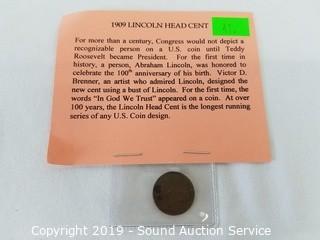 1909 LINCOLN HEAD CENT
For more than a century, Congress would not depict a
recognizable person on a U.S. coin until Teddy
Roosevelt became President. For the first time in
history, a person, Abraham Lincoln, was honored to
celebrate the 100th anniversary of his birth. Victor D.
Brenner, an artist who admired Lincoln, designed the
new cent using a bust of Lincoln. For the first time, the
words "In God We Trust" appeared on a coin. At over
100 years, the Lincoln Head Cent is the longest running
series of any U.S. Coin design.
Copyright 2019 - Sound Auction Service